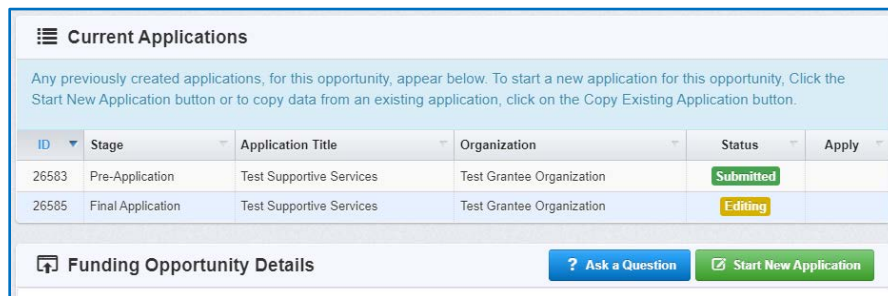 Current Applications
Any previously created applications, for this opportunity, appear below. To start a new application for this opportunity, Click the
Start New Application button or to copy data from an existing application, click on the Copy Existing Application button.
ID Stage Application Title Organization Status Apply
26583 Pre-Application Test Supportive Services Test Grantee Organization Submitted
26585 Final Application Test Supportive Services Test Grantee Organization Editing
Funding Opportunity Details ? Ask a Question Start New Application